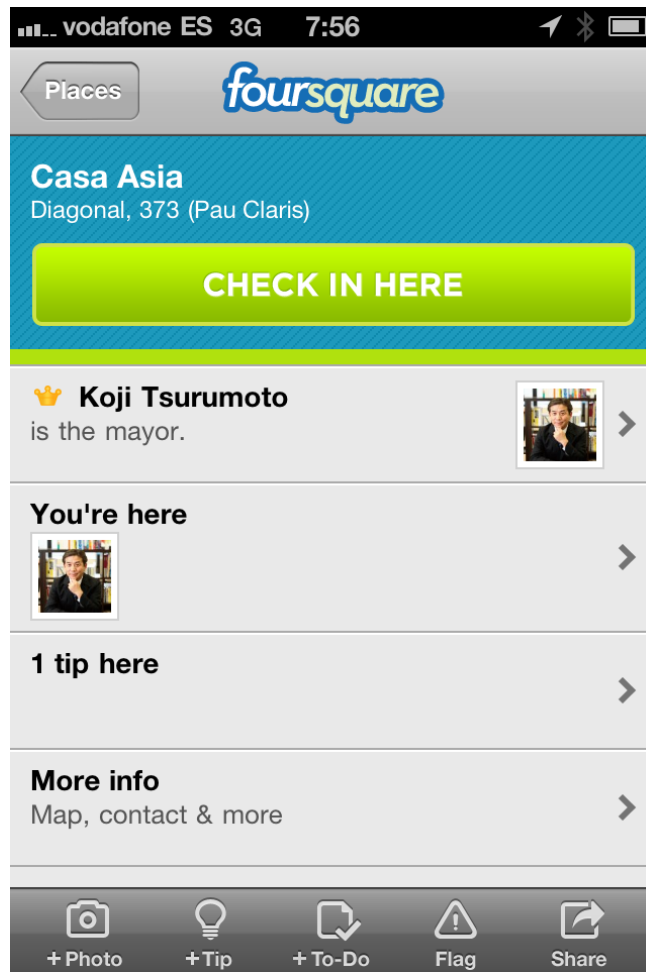 vodafone ES 3G 7:56
Places
foursquare
Casa Asia
Diagonal, 373 (Pau Claris)
CHECK IN HERE
Koji Tsurumoto
is the mayor.
You're here
1 tip here
More info
Map, contact & more
+Photo +Tip +To-Do Flag Share